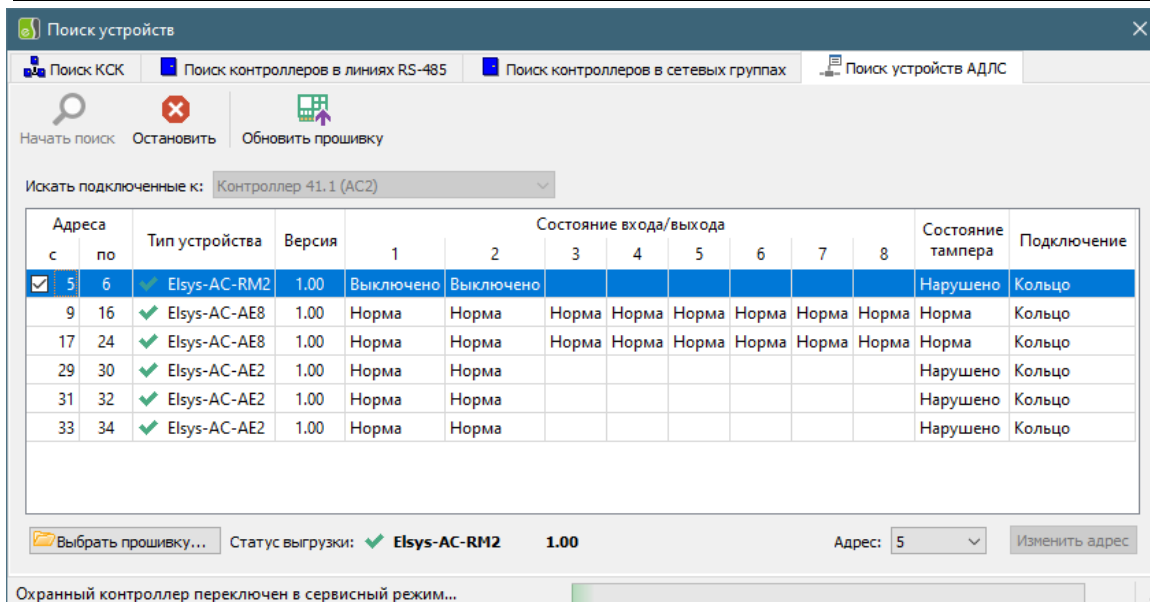 Поиск устройств
Поиск КСК Поиск контроллеров в линиях RS-485 Поиск контроллеров в сетевых группах Поиск устройств АДЛС
Начать поиск Остановить Обновить прошивку
Искать подключенные к: Контроллер 41.1 (AC2)
Адреса Тип устройства Версия Состояние входа/выхода Состояние тампера Подключение
с по 1 2 3 4 5 6 7 8
5 6 Elsys-AC-RM2 1.00 Выключено Выключено Нарушено Кольцо
9 16 Elsys-AC-AE8 1.00 Норма Норма Норма Норма Норма Норма Норма Норма Норма Кольцо
17 24 Elsys-AC-AE8 1.00 Норма Норма Норма Норма Норма Норма Норма Норма Норма Кольцо
29 30 Elsys-AC-AE2 1.00 Норма Норма Нарушено Кольцо
31 32 Elsys-AC-AE2 1.00 Норма Норма Нарушено Кольцо
33 34 Elsys-AC-AE2 1.00 Норма Норма Нарушено Кольцо
Выбрать прошивку... Статус выгрузки: Elsys-AC-RM2 1.00 Адрес: 5 Изменить адрес
Охранный контроллер переключен в сервисный режим...